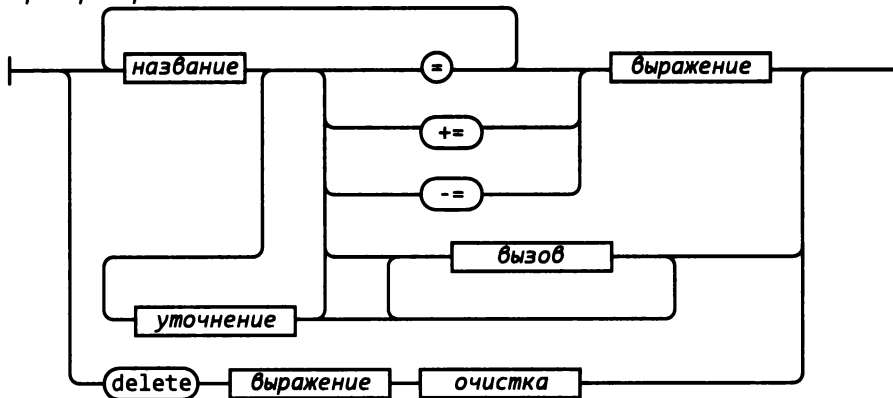 название
=
выражение
+=
-=
вызов
уточнение
delete
выражение
очистка